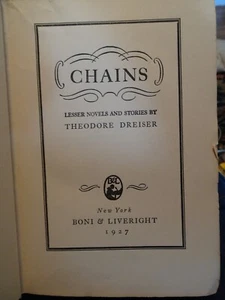 CHAINS
LESSER NOVELS AND STORIES BY
THEODORE DREISER
New York
BONI & LIVERIGHT
1927